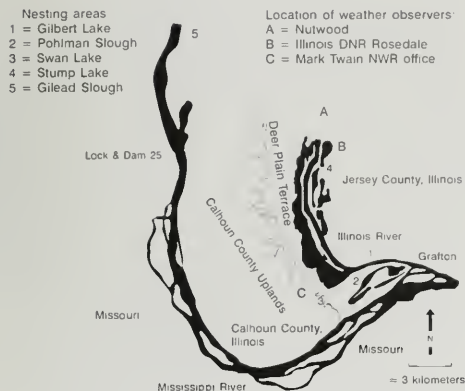 Nesting areas
1 = Gilbert Lake
2 = Pohlman Slough
3 = Swan Lake
4 = Stump Lake
5 = Gilead Slough
Location of weather observers
A = Nutwood
B = Illinois DNR Rosedale
C = Mark Twain NWR office
5
A
B
4
Lock & Dam 25
Deer Plain Terrace
Jersey County, Illinois
Calhoun County Uplands
Illinois River
1
Grafton
2
C
Missouri
Calhoun County,
Illinois
Missouri
N
≈ 3 kilometers
Mississippi River